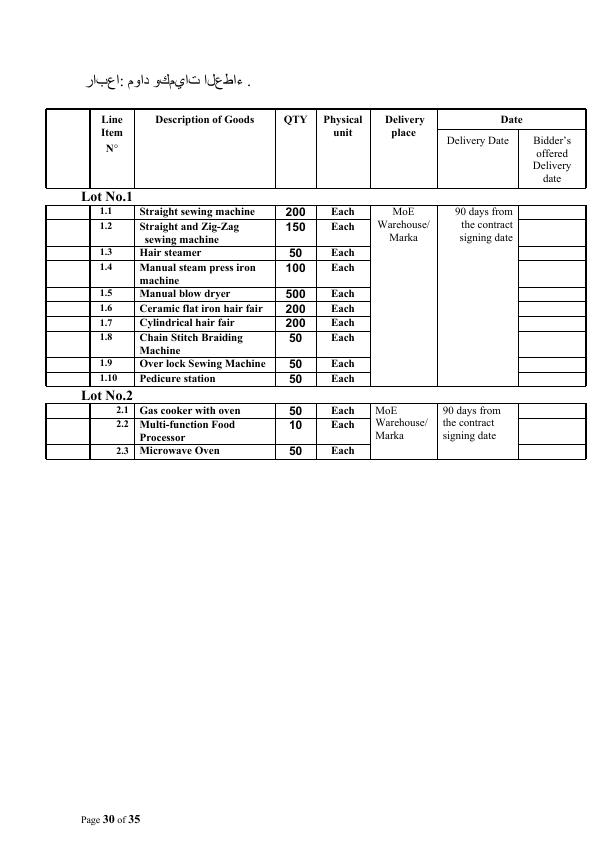 رابعا: مواد وكميات العطاء .
Line Item N° Description of Goods QTY Physical unit Delivery place Date
Delivery Date Bidder's offered Delivery date
Lot No.1
1.1 Straight sewing machine 200 Each MoE Warehouse/ Marka 90 days from the contract signing date
1.2 Straight and Zig-Zag sewing machine 150 Each
1.3 Hair steamer 50 Each
1.4 Manual steam press iron machine 100 Each
1.5 Manual blow dryer 500 Each
1.6 Ceramic flat iron hair fair 200 Each
1.7 Cylindrical hair fair 200 Each
1.8 Chain Stitch Braiding Machine 50 Each
1.9 Over lock Sewing Machine 50 Each
1.10 Pedicure station 50 Each
Lot No.2
2.1 Gas cooker with oven 50 Each MoE Warehouse/ Marka 90 days from the contract signing date
2.2 Multi-function Food Processor 10 Each
2.3 Microwave Oven 50 Each
Page 30 of 35